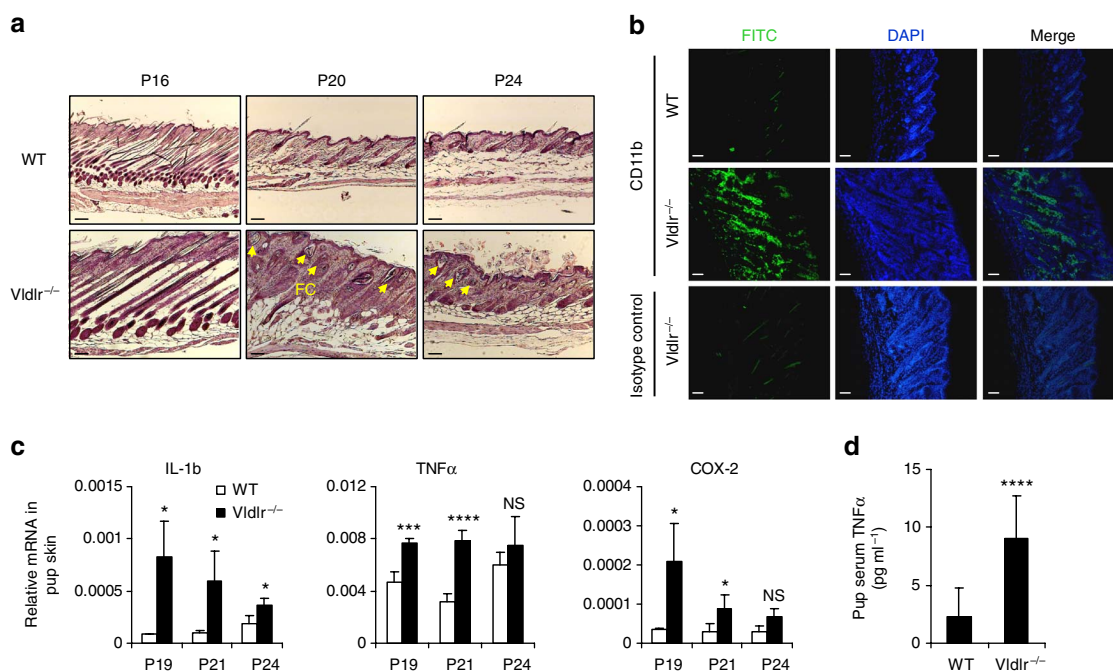 a
P16 P20 P24
WT
Vldlr⁻/⁻
FC
b
FITC DAPI Merge
CD11b
WT
Vldlr⁻/⁻
Isotype control
Vldlr⁻/⁻
c
Relative mRNA in
pup skin
IL-1b
WT
Vldlr⁻/⁻
0.0015
0.001
0.0005
0
* * *
P19 P21 P24
TNFα
0.012
0.008
0.004
0
*** **** NS
P19 P21 P24
COX-2
0.0004
0.0003
0.0002
0.0001
0
* * NS
P19 P21 P24
d
Pup serum TNFα
(pg ml⁻¹)
15
10
5
0
****
WT Vldlr⁻/⁻